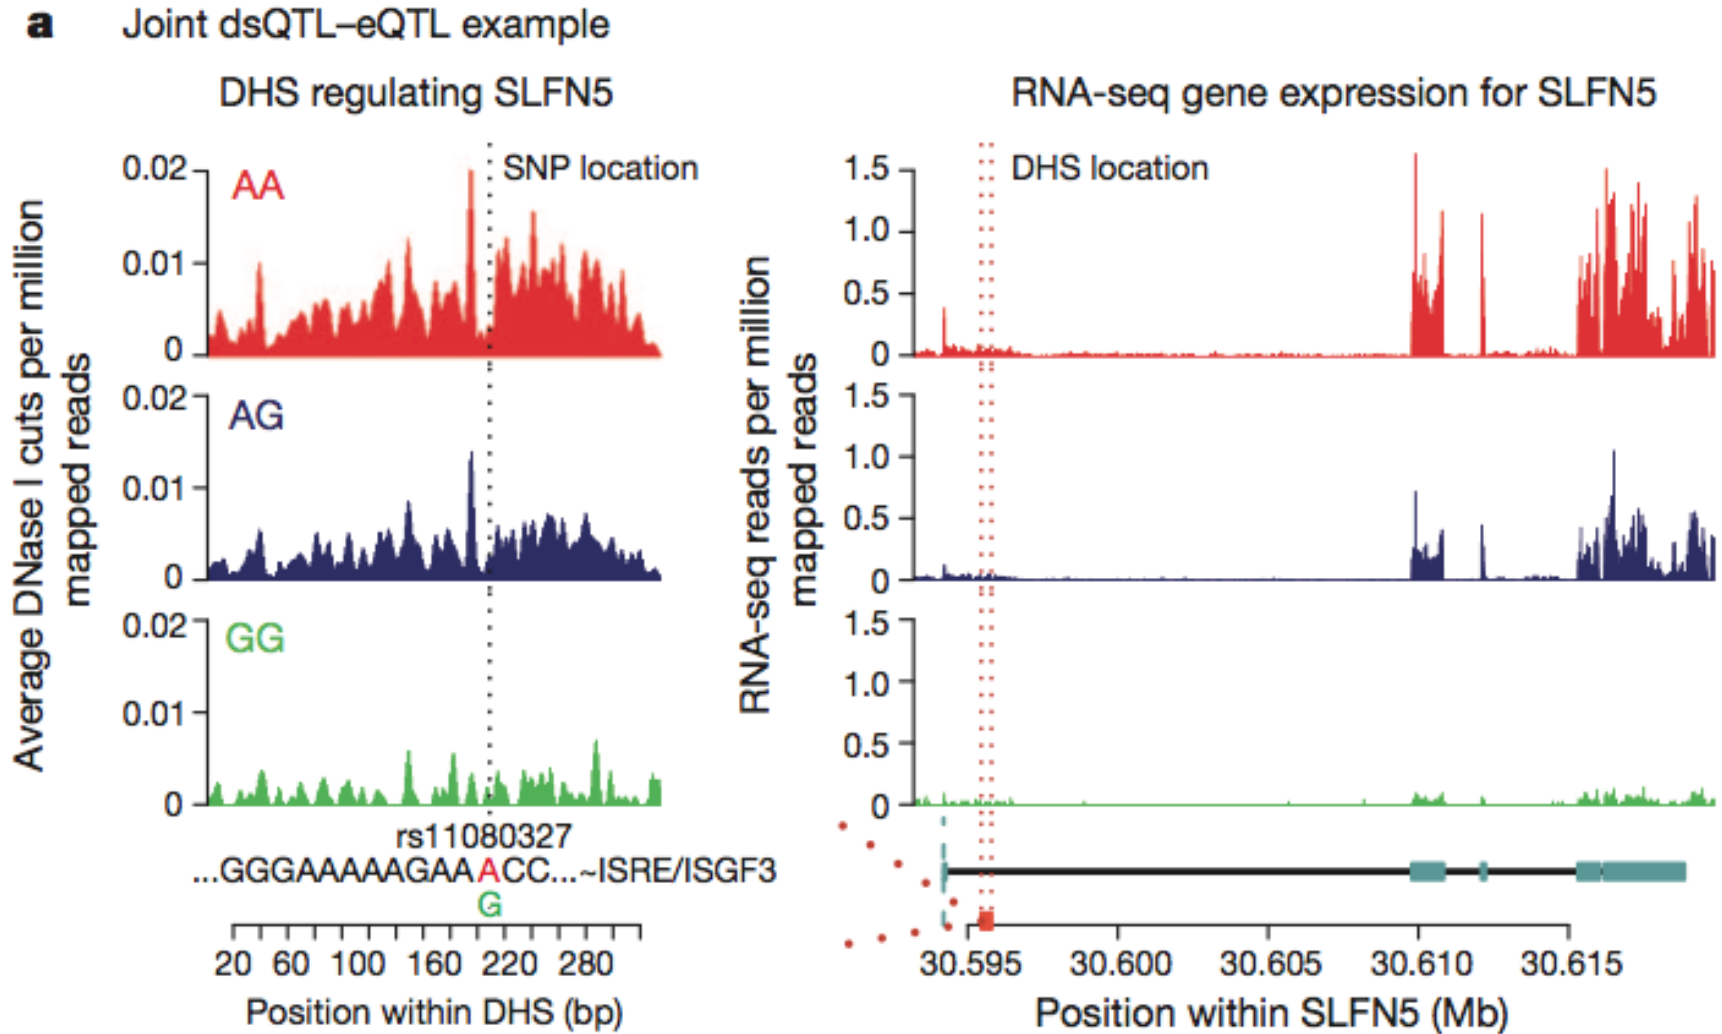 a Joint dsQTL–eQTL example
DHS regulating SLFN5
Average DNase I cuts per million
mapped reads
0.02
0.01
0
AA
SNP location
0.02
0.01
0
AG
0.02
0.01
0
GG
rs11080327
...GGGAAAAAGAAACC...~ISRE/ISGF3
G
20 60 100 160 220 280
Position within DHS (bp)
RNA-seq gene expression for SLFN5
RNA-seq reads per million
mapped reads
1.5
1.0
0.5
0
DHS location
1.5
1.0
0.5
0
1.5
1.0
0.5
0
30.595 30.600 30.605 30.610 30.615
Position within SLFN5 (Mb)